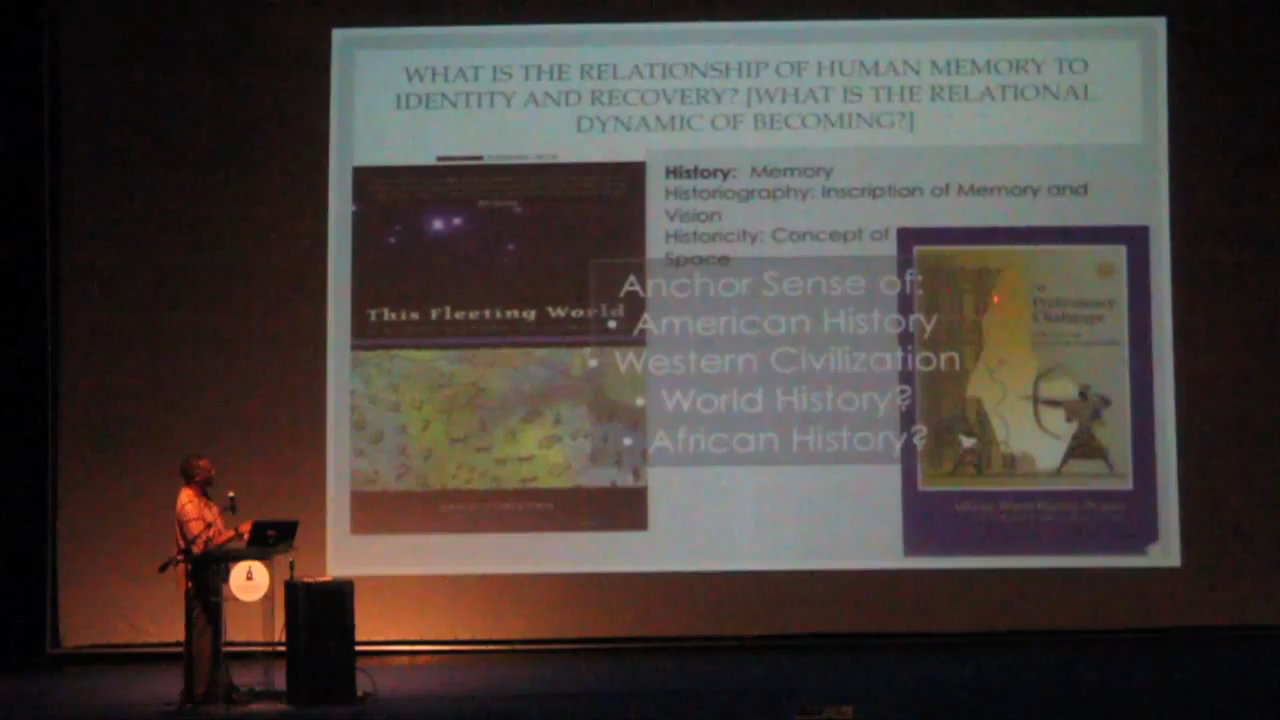 WHAT IS THE RELATIONSHIP OF HUMAN MEMORY TO
IDENTITY AND RECOVERY? [WHAT IS THE RELATIONAL
DYNAMIC OF BECOMING?]
This Fleeting World
History: Memory
Historiography: Inscription of Memory and
Vision
Historicity: Concept of
Space
Anchor Sense of:
• American History
• Western Civilization
• World History?
• African History?
Challenge